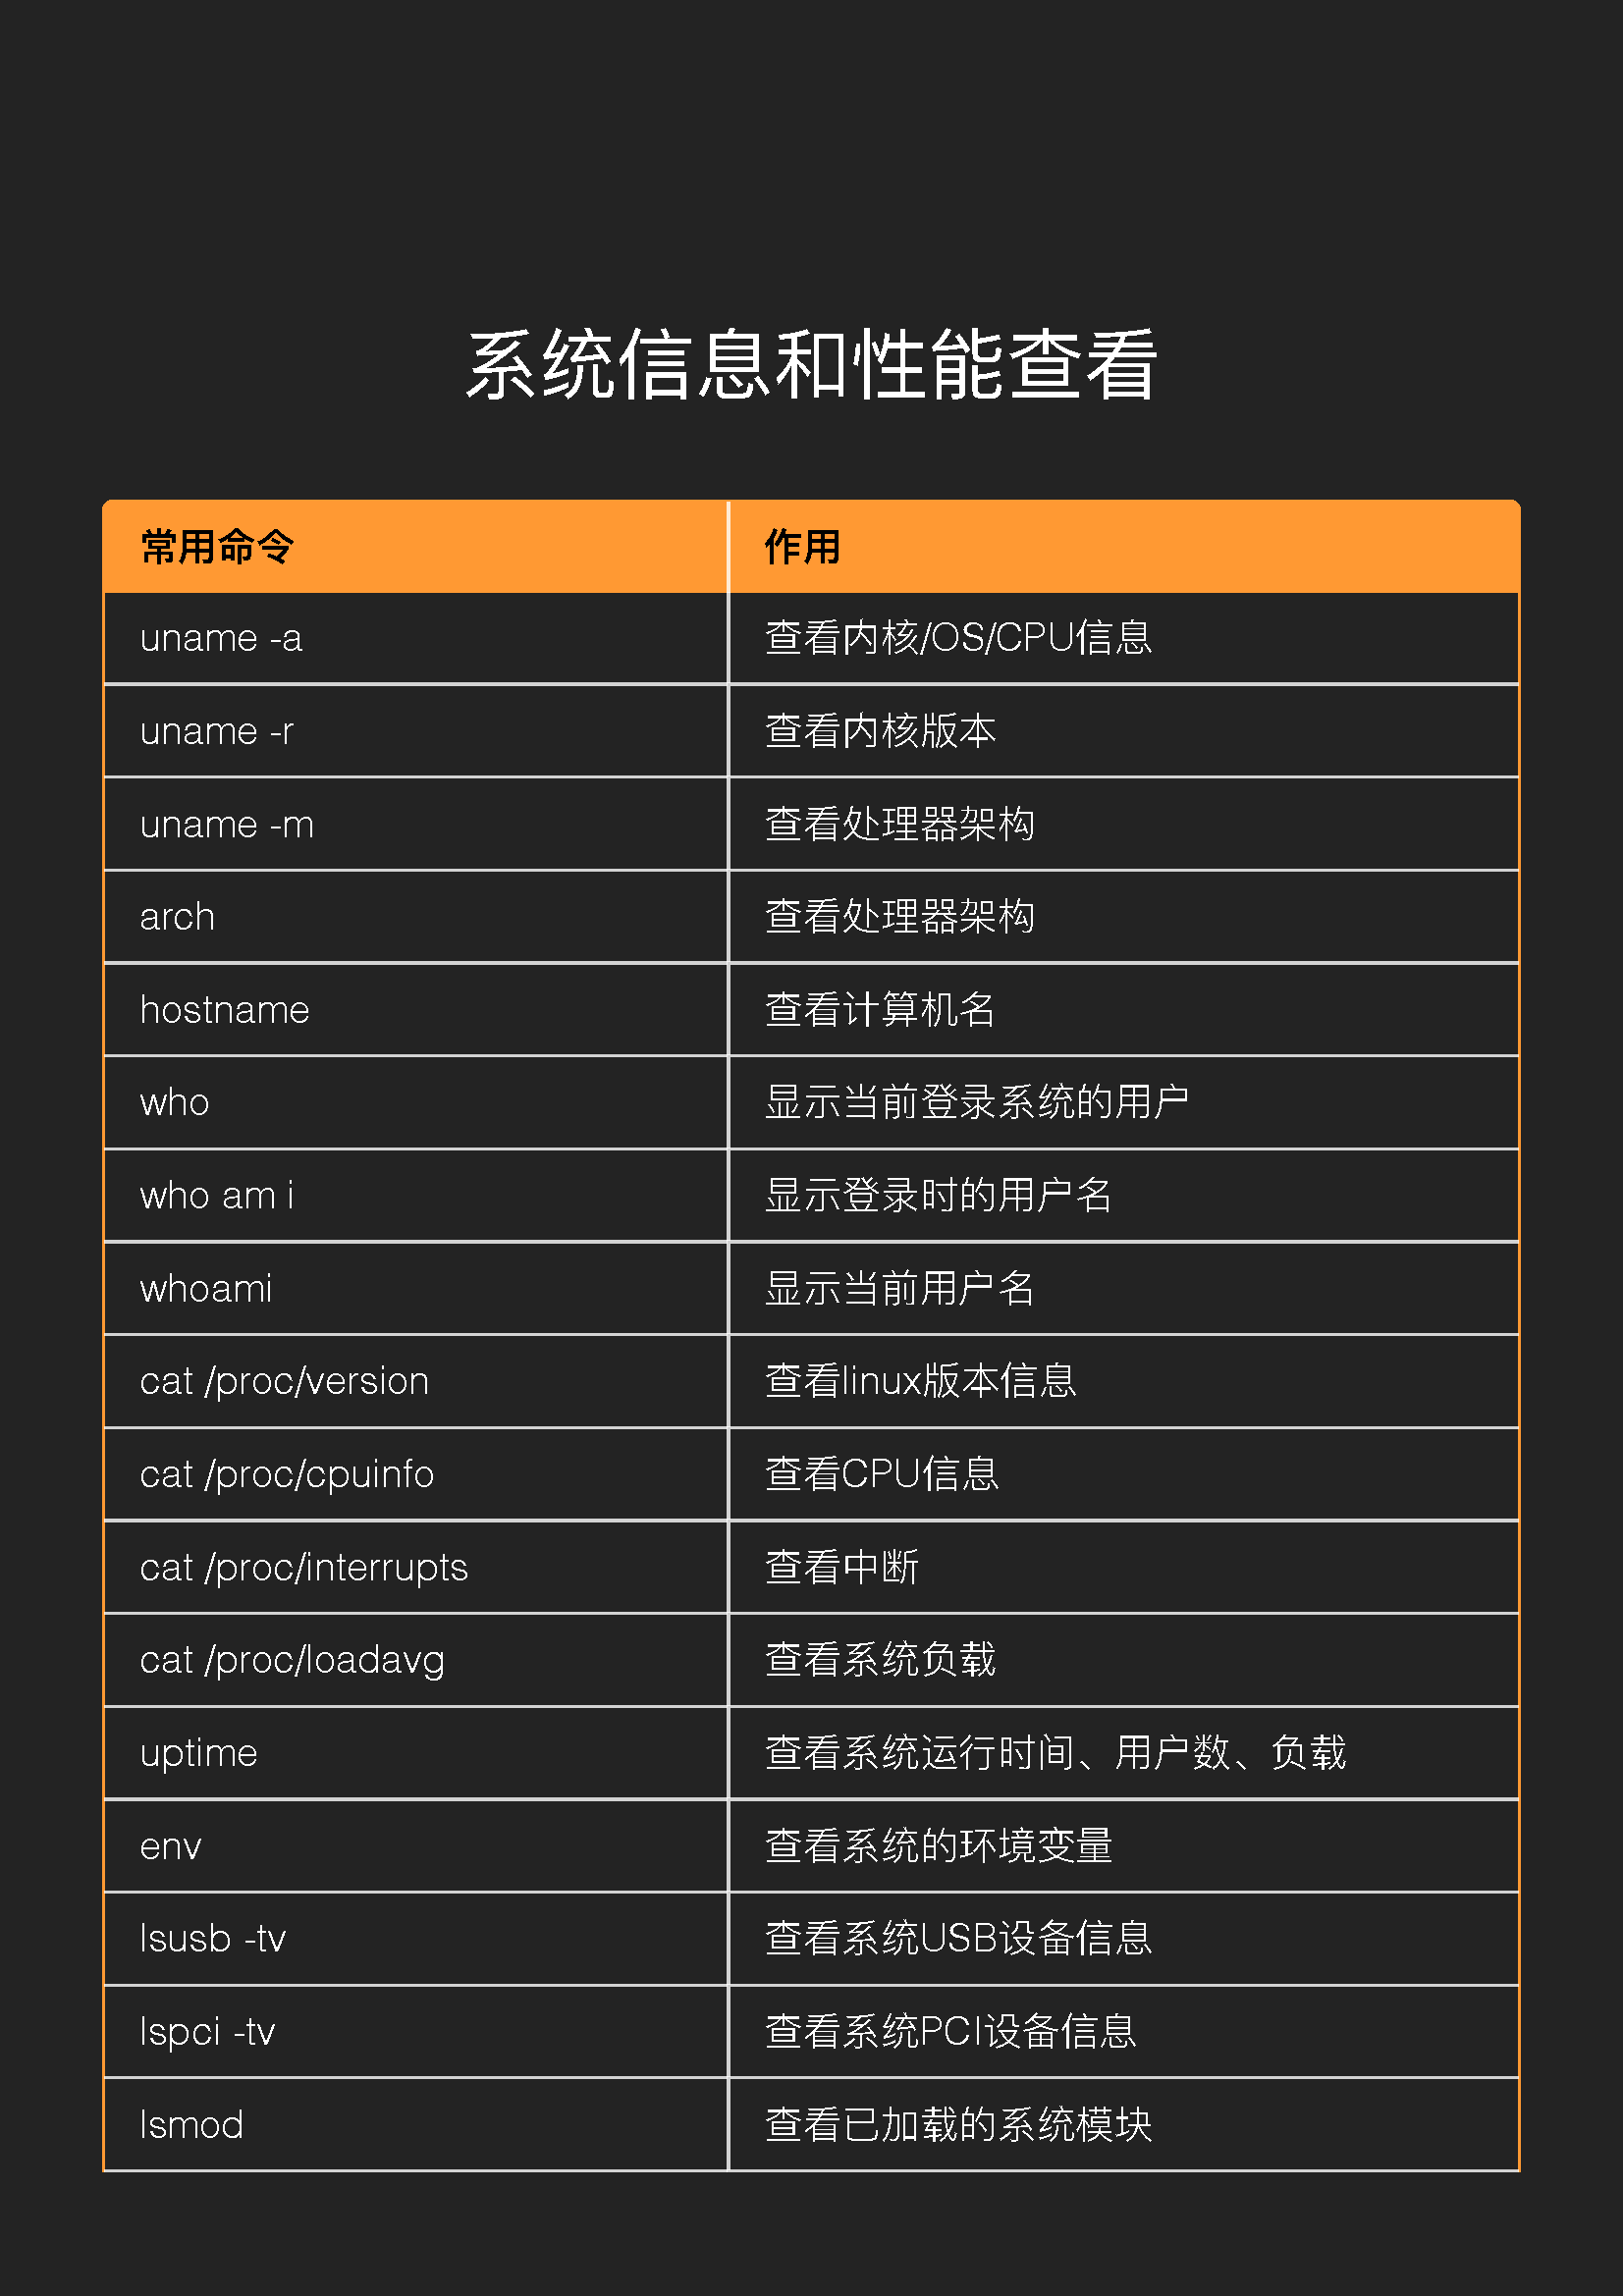 系统信息和性能查看
常用命令 作用
uname -a 查看内核/OS/CPU信息
uname -r 查看内核版本
uname -m 查看处理器架构
arch 查看处理器架构
hostname 查看计算机名
who 显示当前登录系统的用户
who am i 显示登录时的用户名
whoami 显示当前用户名
cat /proc/version 查看linux版本信息
cat /proc/cpuinfo 查看CPU信息
cat /proc/interrupts 查看中断
cat /proc/loadavg 查看系统负载
uptime 查看系统运行时间、用户数、负载
env 查看系统的环境变量
lsusb -tv 查看系统USB设备信息
lspci -tv 查看系统PCI设备信息
lsmod 查看已加载的系统模块